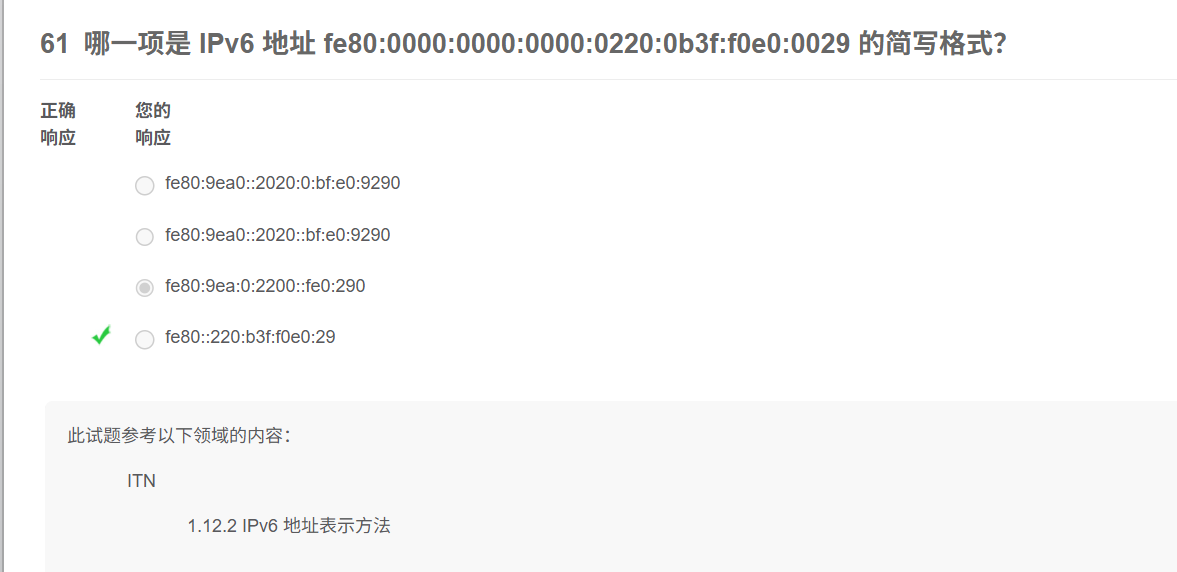 61 哪一项是 IPv6 地址 fe80:0000:0000:0000:0220:0b3f:f0e0:0029 的简写格式？
正确 您的
响应 响应
fe80:9ea0::2020:0:bf:e0:9290
fe80:9ea0::2020::bf:e0:9290
fe80:9ea:0:2200::fe0:290
fe80::220:b3f:f0e0:29
此试题参考以下领域的内容：
ITN
1.12.2 IPv6 地址表示方法